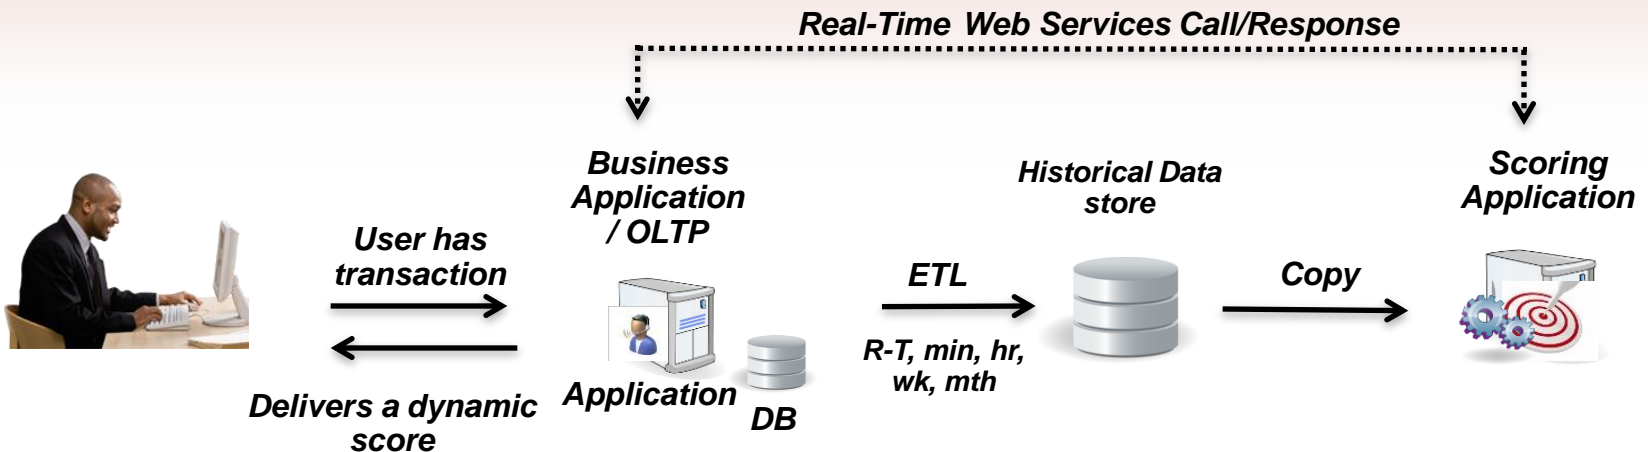 Real-Time Web Services Call/Response
Business
Application
/ OLTP
Historical Data
store
Scoring
Application
User has
transaction
ETL
Copy
R-T, min, hr,
wk, mth
Delivers a dynamic
score
Application
DB